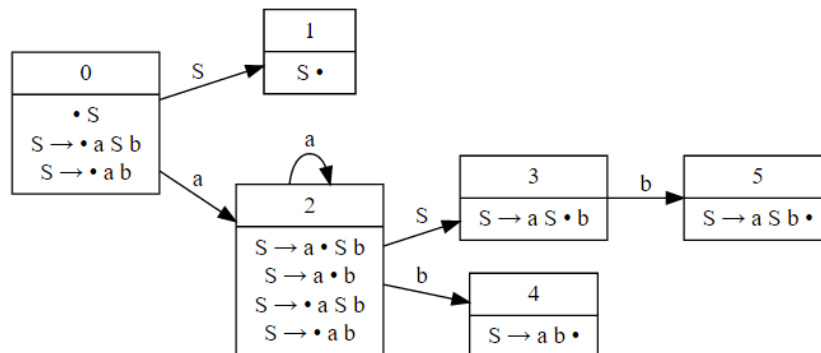 0
• S
S → • a S b
S → • a b
S
1
S •
a
a
2
S → a • S b
S → a • b
S → • a S b
S → • a b
S
3
S → a S • b
b
5
S → a S b •
b
4
S → a b •